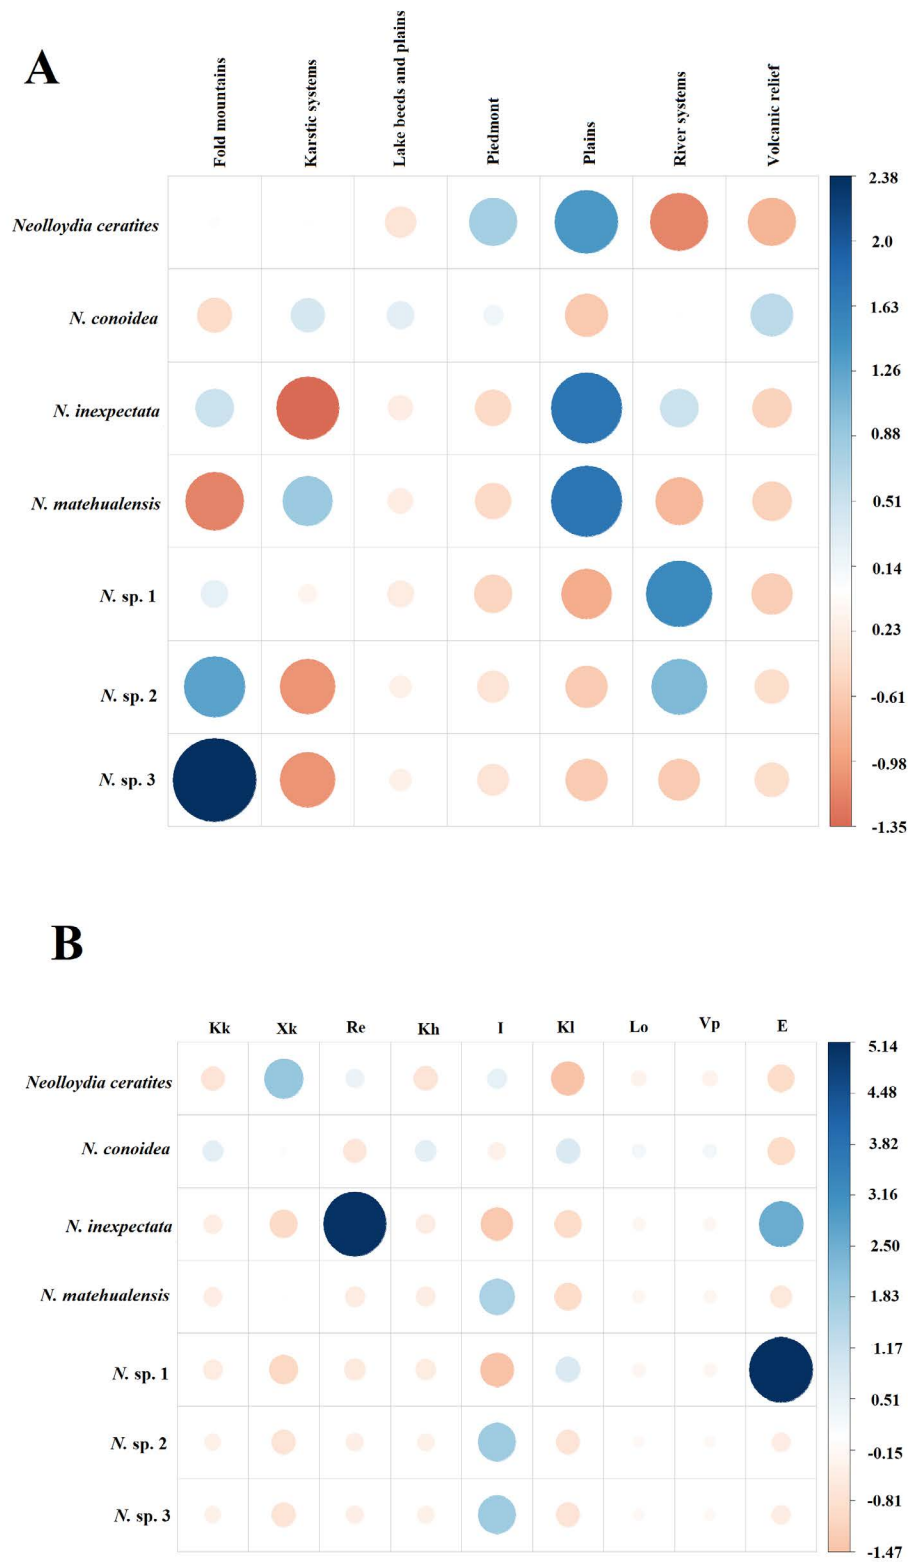 A
Fold mountains
Karstic systems
Lake beeds and plains
Piedmont
Plains
River systems
Volcanic relief
Neolloydia ceratites
N. conoidea
N. inexpectata
N. matehualensis
N. sp. 1
N. sp. 2
N. sp. 3
2.38
2.0
1.63
1.26
0.88
0.51
0.14
0.23
-0.61
-0.98
-1.35
B
Kk Xk Re Kh I Kl Lo Vp E
Neolloydia ceratites
N. conoidea
N. inexpectata
N. matehualensis
N. sp. 1
N. sp. 2
N. sp. 3
5.14
4.48
3.82
3.16
2.50
1.83
1.17
0.51
-0.15
-0.81
-1.47